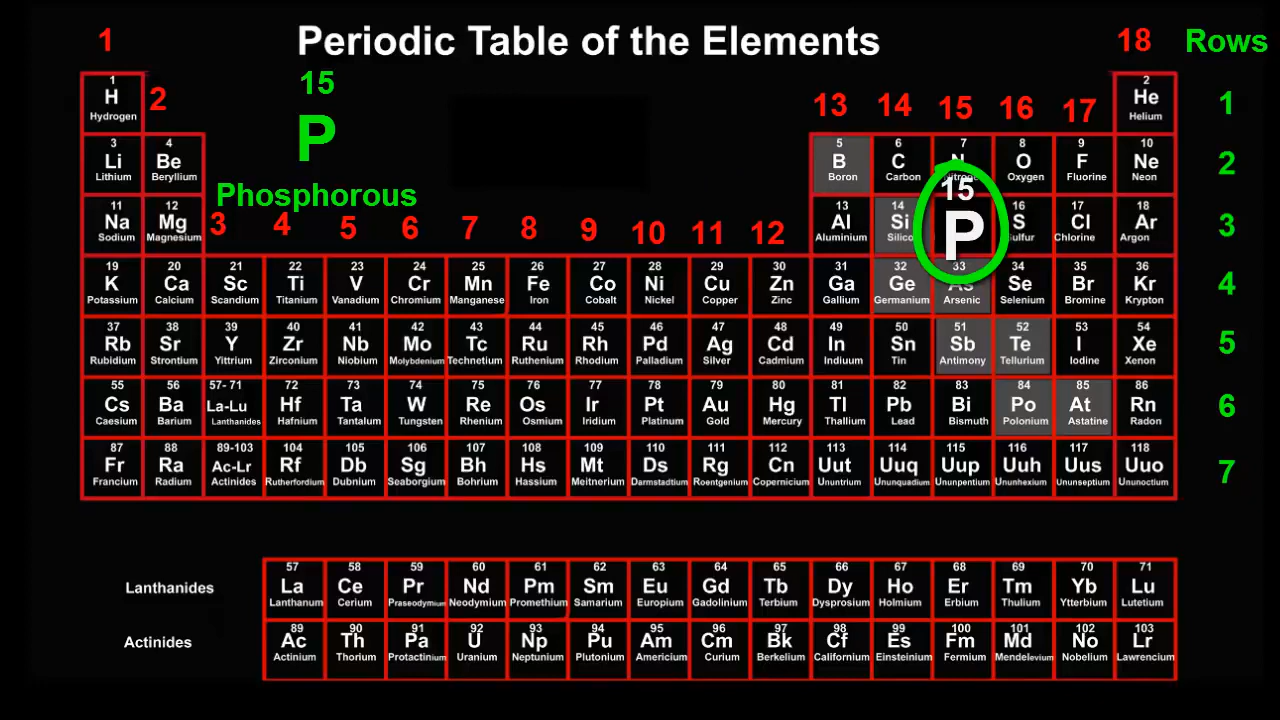 1 Periodic Table of the Elements 18 Rows
15
P
Phosphorous
2 13 14 15 16 17
3 4 5 6 7 8 9 10 11 12
1 2 1
H He
Hydrogen Helium
3 4 5 6 7 8 9 10 2
Li Be B C N O F Ne
Lithium Beryllium Boron Carbon Oxygen Fluorine Neon
11 12 13 14 15 16 17 18 3
Na Mg Al Si P S Cl Ar
Sodium Magnesium Aluminium Chlorine Argon
19 20 21 22 23 24 25 26 27 28 29 30 31 32 33 34 35 36 4
K Ca Sc Ti V Cr Mn Fe Co Ni Cu Zn Ga Ge As Se Br Kr
Potassium Calcium Scandium Titanium Vanadium Chromium Manganese Iron Cobalt Nickel Copper Zinc Gallium Germanium Arsenic Selenium Bromine Krypton
37 38 39 40 41 42 43 44 45 46 47 48 49 50 51 52 53 54 5
Rb Sr Y Zr Nb Mo Tc Ru Rh Pd Ag Cd In Sn Sb Te I Xe
Rubidium Strontium Yttrium Zirconium Niobium Molybdenium Technetium Ruthenium Rhodium Palladium Silver Cadmium Indiuum Tin Antimony Tellurium Iodine Xenon
55 56 57- 71 72 73 74 75 76 77 78 79 80 81 82 83 84 85 86 6
Cs Ba La-Lu Hf Ta W Re Os Ir Pt Au Hg Tl Pb Bi Po At Rn
Caesium Barium Lanthanides Hafnium Tantalum Tungsten Rhenium Osmium Iridium Platinum Gold Mercury Thallium Lead Bismuth Polonium Astatine Radon
87 88 89-103 104 105 106 107 108 109 110 111 112 113 114 115 116 117 118 7
Fr Ra Ac-Lr Rf Db Sg Bh Hs Mt Ds Rg Cn Uut Uuq Uup Uuh Uus Uuo
Francium Radium Actinides Rutherfordium Dubnium Seaborgium Bohrium Hassium Meitnerium Darmstadtium Roentgenium Copernicium Ununtrium Ununquadium Ununpentium Ununhexium Ununseptium Ununoctium
57 58 59 60 61 62 63 64 65 66 67 68 69 70 71
Lanthanides La Ce Pr Nd Pm Sm Eu Gd Tb Dy Ho Er Tm Yb Lu
Lanthanum Cerium Praseodymium Neodymium Promethium Samarium Europium Gadolinium Terbium Dysprosium Holmium Erbium Thulium Ytterbium Lutetium
89 90 91 92 93 94 95 96 97 98 99 100 101 102 103
Actinides Ac Th Pa U Np Pu Am Cm Bk Cf Es Fm Md No Lr
Actinium Thorium Protactinium Uranium Neptunium Plutonium Americium Curium Berkelium Californium Einsteinium Fermium Mendelevium Nobelium Lawrencium